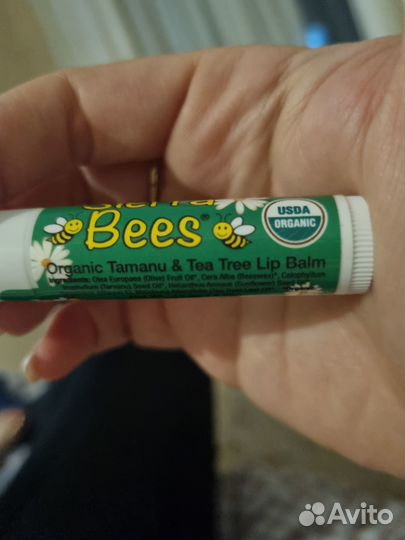 Sierra
Bees®
USDA
ORGANIC
Organic Tamanu & Tea Tree Lip Balm
Ingredients: Olea Europaea (Olive) Fruit Oil*, Cera Alba (Beeswax)*, Calophyllum
Inophyllum (Tamanu) Seed Oil*, Helianthus Annuus (Sunflower) Seed
Avito